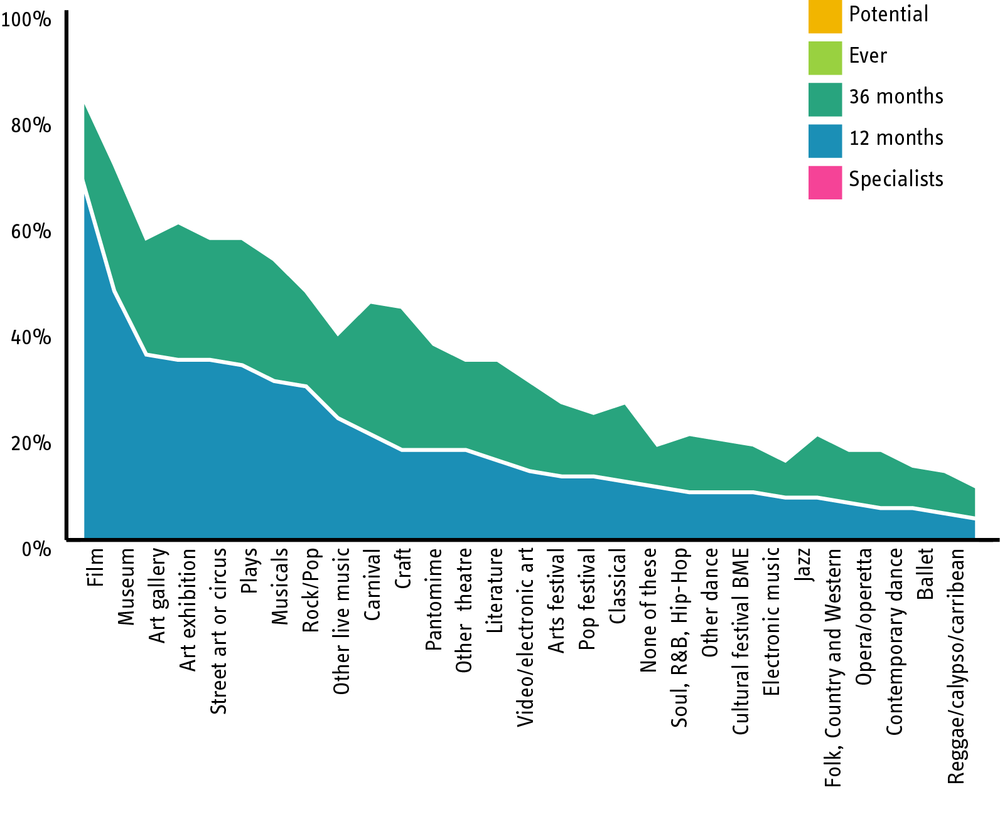 100%
80%
60%
40%
20%
0%
Potential
Ever
36 months
12 months
Specialists
Film
Museum
Art gallery
Art exhibition
Street art or circus
Plays
Musicals
Rock/Pop
Other live music
Carnival
Craft
Pantomime
Other theatre
Literature
Video/electronic art
Arts festival
Pop festival
Classical
None of these
Soul, R&B, Hip-Hop
Other dance
Cultural festival BME
Electronic music
Jazz
Folk, Country and Western
Opera/operetta
Contemporary dance
Ballet
Reggae/calypso/carribean